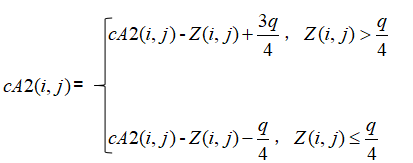 cA2(i, j) - Z(i, j) + 3q/4， Z(i, j) > q/4
cA2(i, j) =
cA2(i, j) - Z(i, j) − q/4， Z(i, j) ≤ q/4